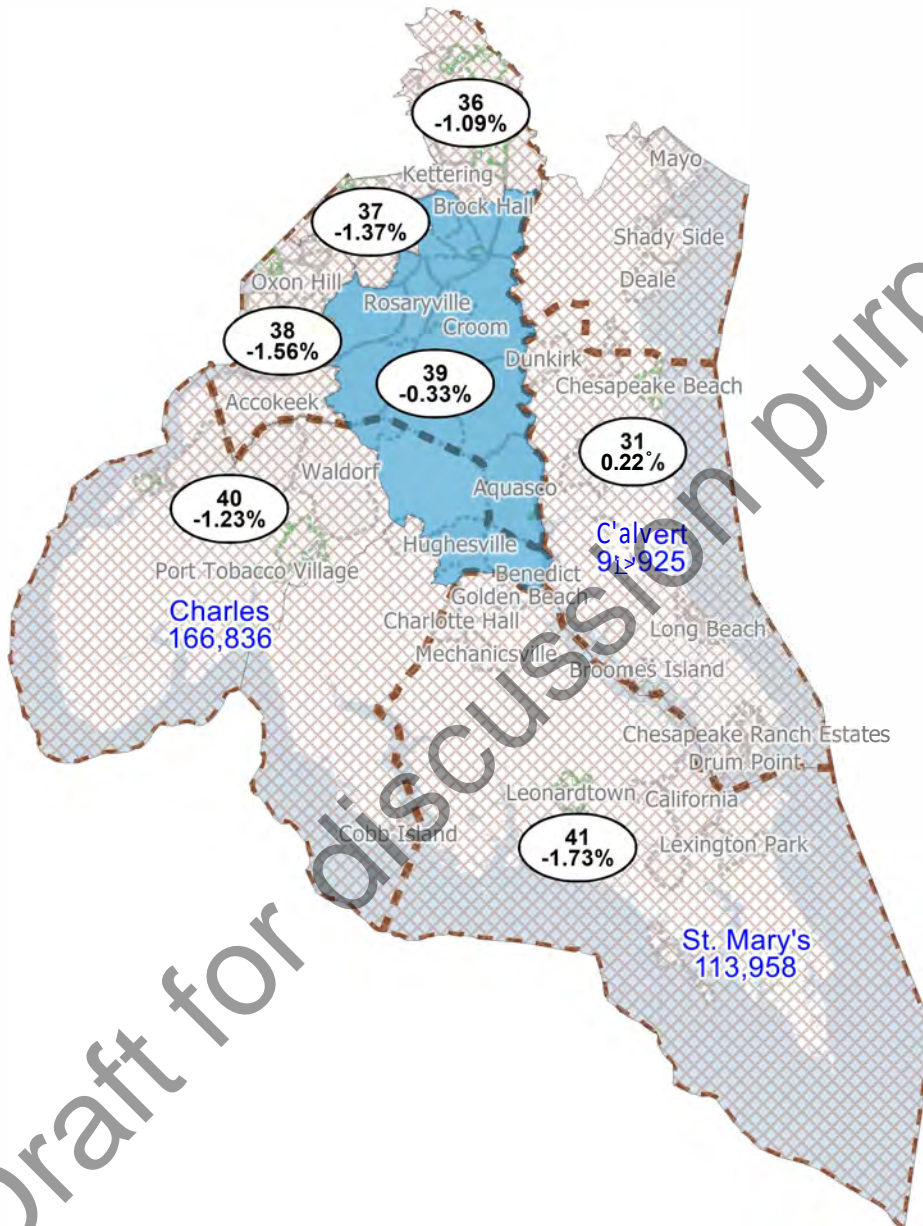 36
-1.09%
Mayo
Kettering
Brock Hall
37
-1.37%
Shady Side
Oxon Hill
Deale
Rosaryville
Croom
38
-1.56%
Dunkirk
39
-0.33%
Chesapeake Beach
Accokeek
31
0.22°%
Waldorf
40
-1.23%
Aquasco
C'alvert
Hughesville
Port Tobacco Village
Benedict
Golden Beach
Charles
166,836
Charlotte Hall
Long Beach
Mechanicsville
Broomes Island
Chesapeake Ranch Estates
Drum Point
Leonardtown
California
Cobb Island
41
-1.73%
Lexington Park
St. Mary's
113,958
Draft for discussion purp